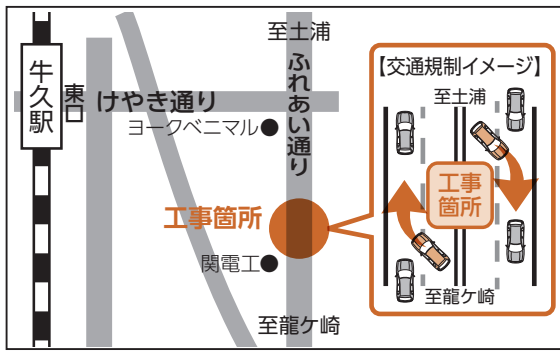 牛久駅
東口
けやき通り
ヨークベニマル
至土浦
ふれあい通り
工事箇所
関電工
至龍ケ崎
【交通規制イメージ】
至土浦
工事
箇所
至龍ケ崎